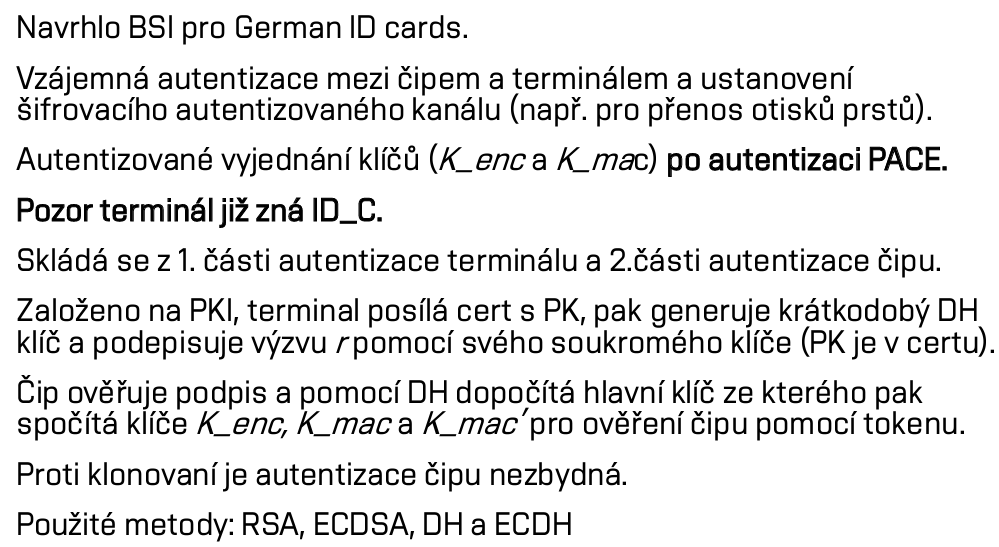 Navrhlo BSI pro German ID cards.
Vzájemná autentizace mezi čipem a terminálem a ustanovení
šifrovacího autentizovaného kanálu (např. pro přenos otisků prstů).
Autentizované vyjednání klíčů (K_enc a K_mac) po autentizaci PACE.
Pozor terminál již zná ID_C.
Skládá se z 1. části autentizace terminálu a 2.části autentizace čipu.
Založeno na PKI, terminal posílá cert s PK, pak generuje krátkodobý DH
klíč a podepisuje výzvu r pomocí svého soukromého klíče (PK je v certu).
Čip ověřuje podpis a pomocí DH dopočítá hlavní klíč ze kterého pak
spočítá klíče K_enc, K_mac a K_mac’ pro ověření čipu pomocí tokenu.
Proti klonovaní je autentizace čipu nezbydná.
Použité metody: RSA, ECDSA, DH a ECDH